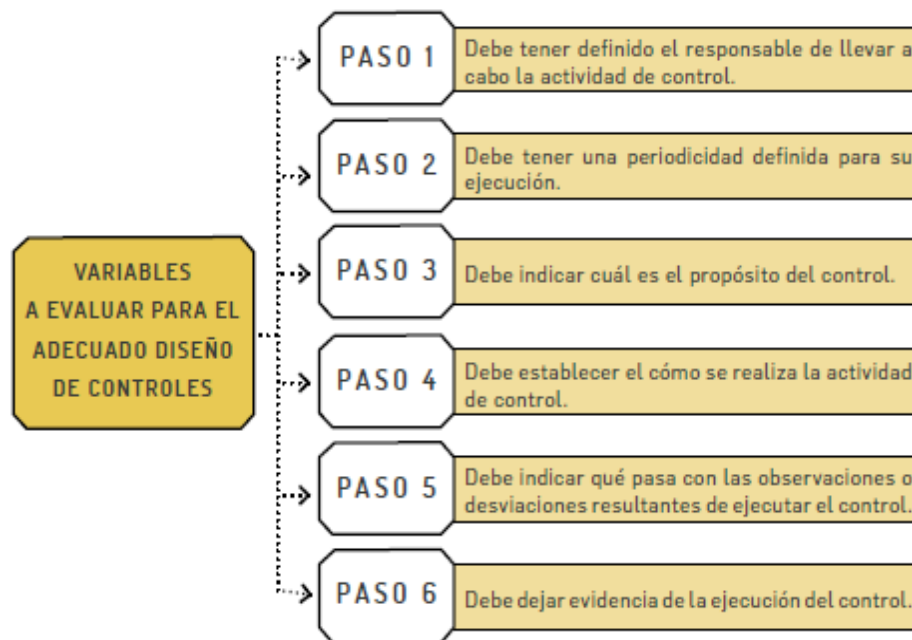 VARIABLES
A EVALUAR PARA EL
ADECUADO DISEÑO
DE CONTROLES
PASO 1
Debe tener definido el responsable de llevar a
cabo la actividad de control.
PASO 2
Debe tener una periodicidad definida para su
ejecución.
PASO 3
Debe indicar cuál es el propósito del control.
PASO 4
Debe establecer el cómo se realiza la actividad
de control.
PASO 5
Debe indicar qué pasa con las observaciones o
desviaciones resultantes de ejecutar el control.
PASO 6
Debe dejar evidencia de la ejecución del control.